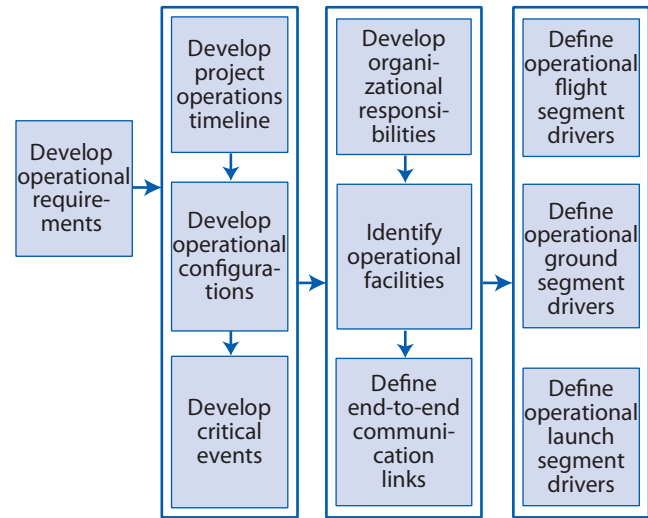 Develop
operational
require-
ments
Develop
project
operations
timeline
Develop
operational
configura-
tions
Develop
critical
events
Develop
organi-
zational
responsi-
bilities
Identify
operational
facilities
Define
end-to-end
communi-
cation
links
Define
operational
flight
segment
drivers
Define
operational
ground
segment
drivers
Define
operational
launch
segment
drivers